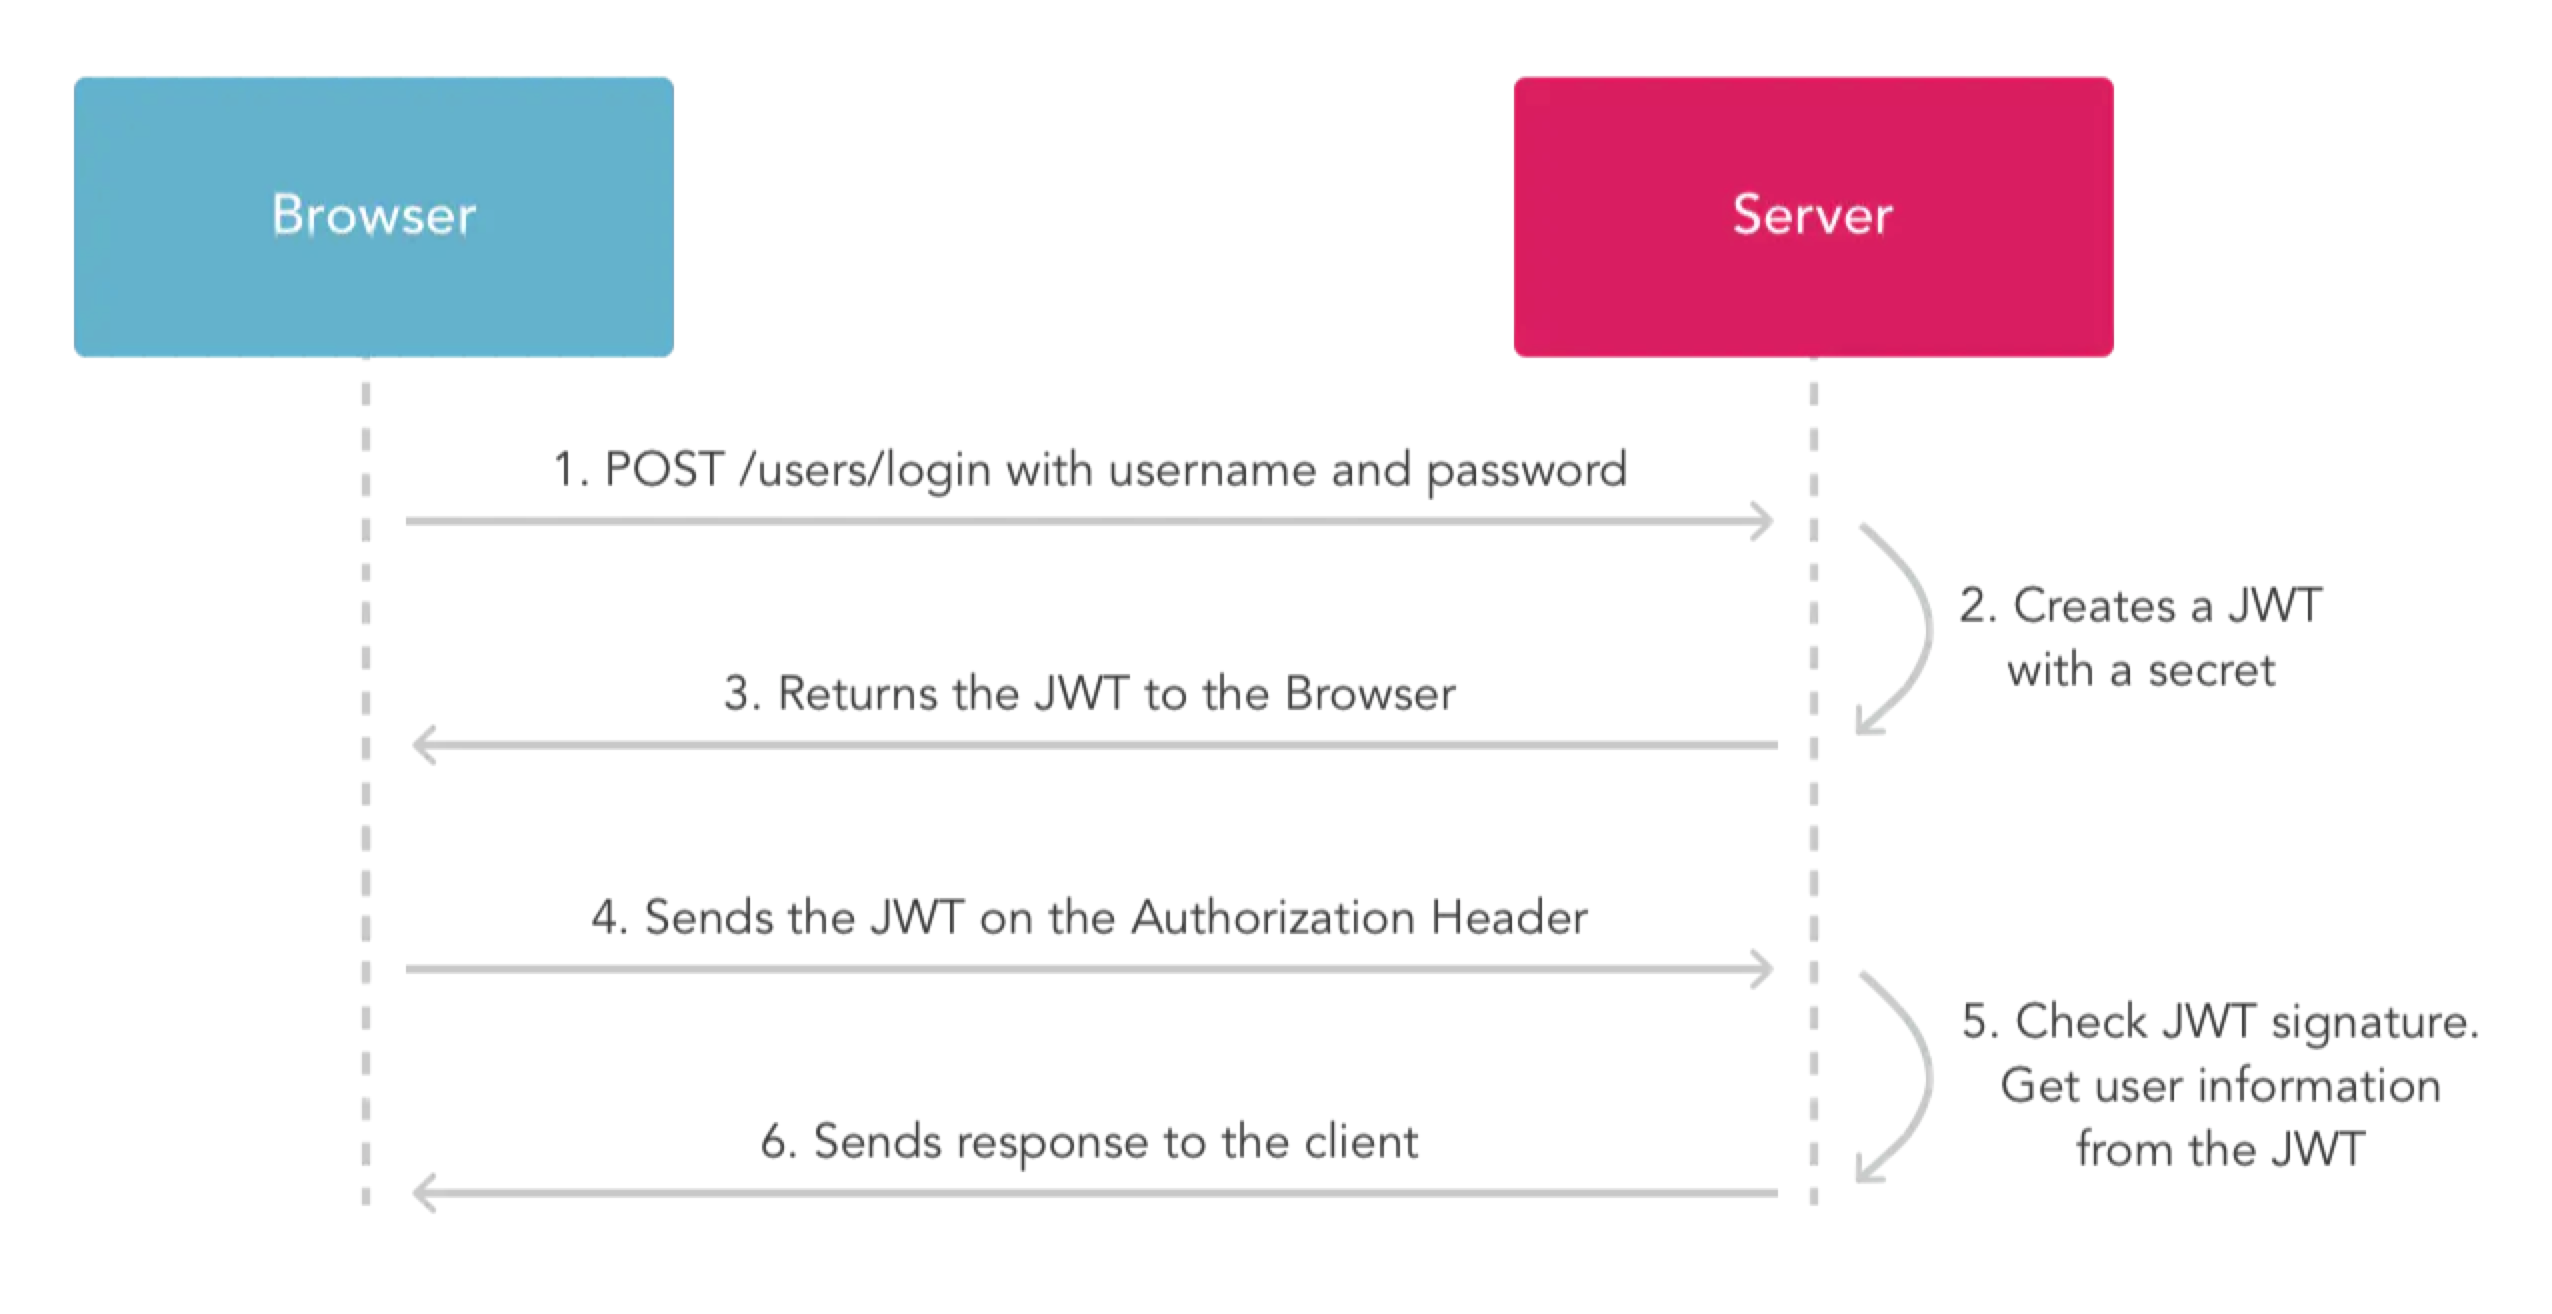 Browser
Server
1. POST /users/login with username and password
2. Creates a JWT
with a secret
3. Returns the JWT to the Browser
4. Sends the JWT on the Authorization Header
5. Check JWT signature.
Get user information
from the JWT
6. Sends response to the client